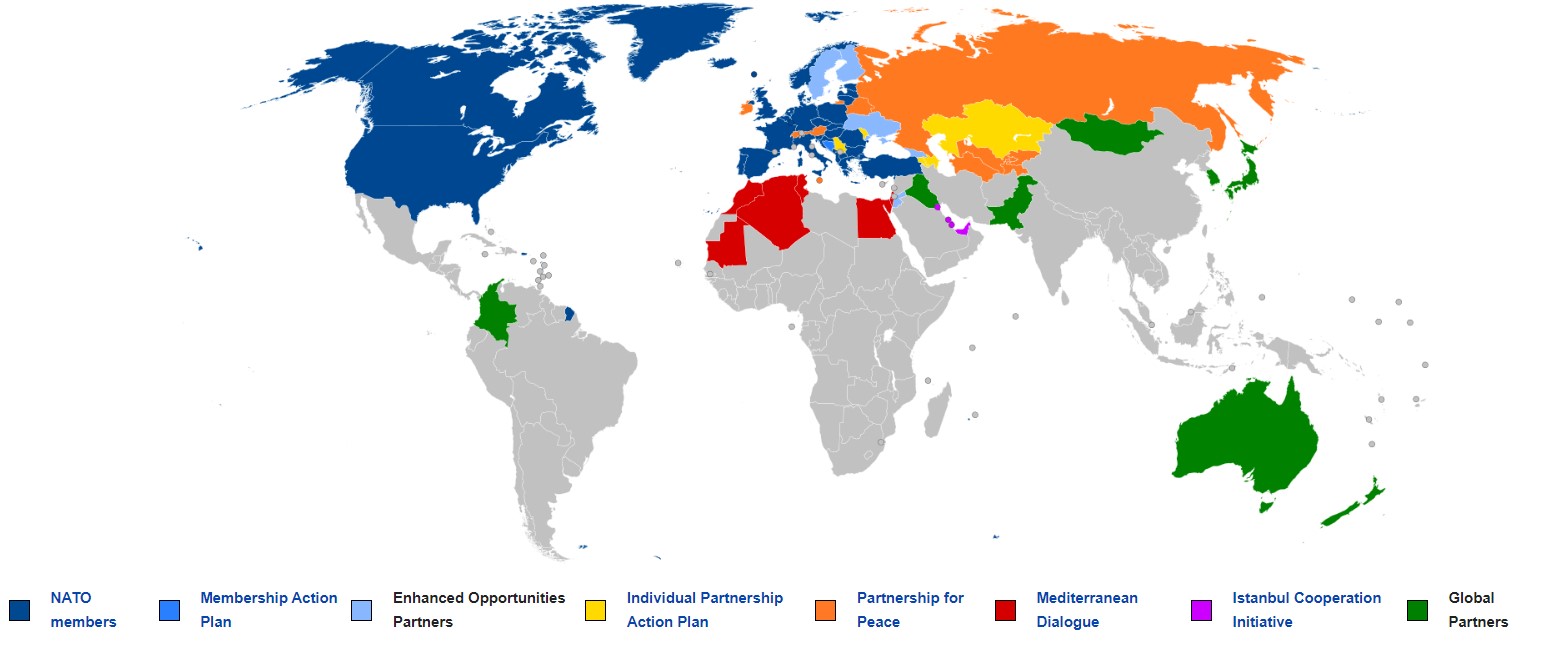 NATO
members
Membership Action
Plan
Enhanced Opportunities
Partners
Individual Partnership
Action Plan
Partnership for
Peace
Mediterranean
Dialogue
Istanbul Cooperation
Initiative
Global
Partners